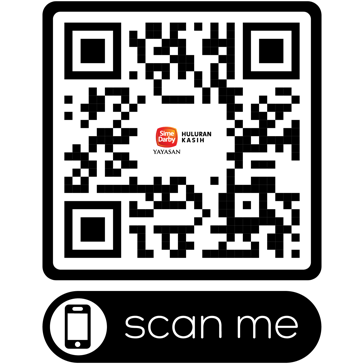 Sime
Darby
YAYASAN
HULURAN
KASIH
scan me